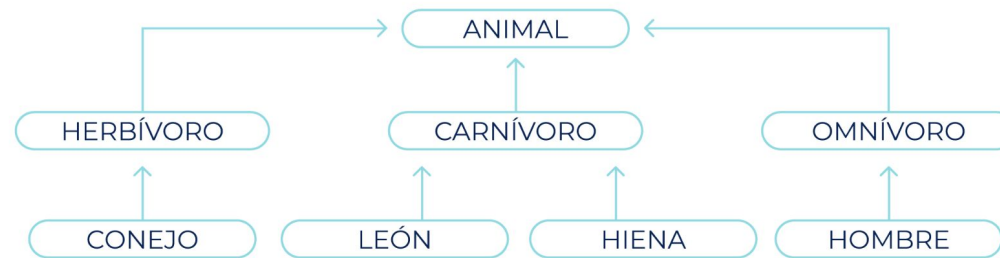 ANIMAL
HERBÍVORO
CARNÍVORO
OMNÍVORO
CONEJO
LEÓN
HIENA
HOMBRE